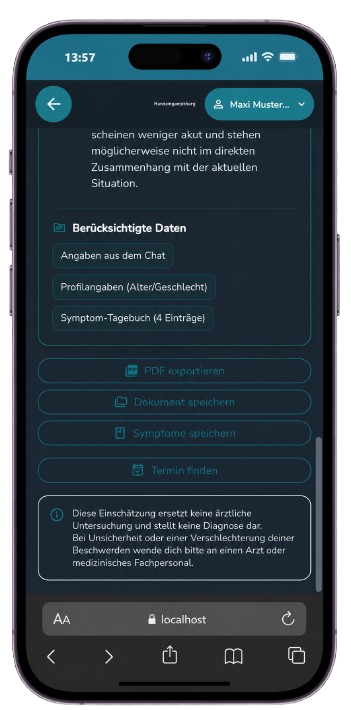 13:57
Maxi Muster...
scheinen weniger akut und stehen
möglicherweise nicht im direkten
Zusammenhang mit der aktuellen
Situation.
Berücksichtigte Daten
Angaben aus dem Chat
Profilangaben (Alter/Geschlecht)
Symptom-Tagebuch (4 Einträge)
PDF exportieren
Dokument speichern
Symptome speichern
Termin finden
Diese Einschätzung ersetzt keine ärztliche
Untersuchung und stellt keine Diagnose dar.
Bei Unsicherheit oder einer Verschlechterung deiner
Beschwerden wende dich bitte an einen Arzt oder
medizinisches Fachpersonal.
AA
localhost